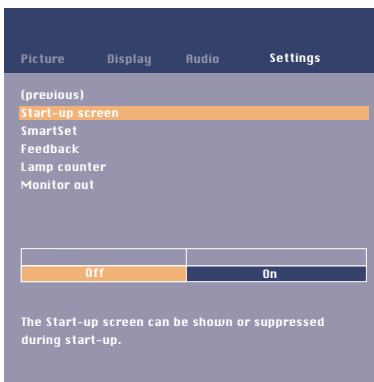 Picture Display Audio Settings
(previous)
Start-up screen
SmartSet
Feedback
Lamp counter
Monitor out
Off On
The Start-up screen can be shown or suppressed
during start-up.